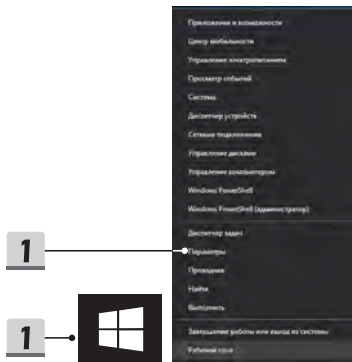 Приложения и возможности
Центр мобильности
Управление электропитанием
Просмотр событий
Система
Диспетчер устройств
Сетевые подключения
Управление дисками
Управление компьютером
Windows PowerShell
Windows PowerShell (администратор)
Диспетчер задач
1
Параметры
Проводник
Найти
Выполнить
1
Завершение работы или выход из системы
Рабочий стол